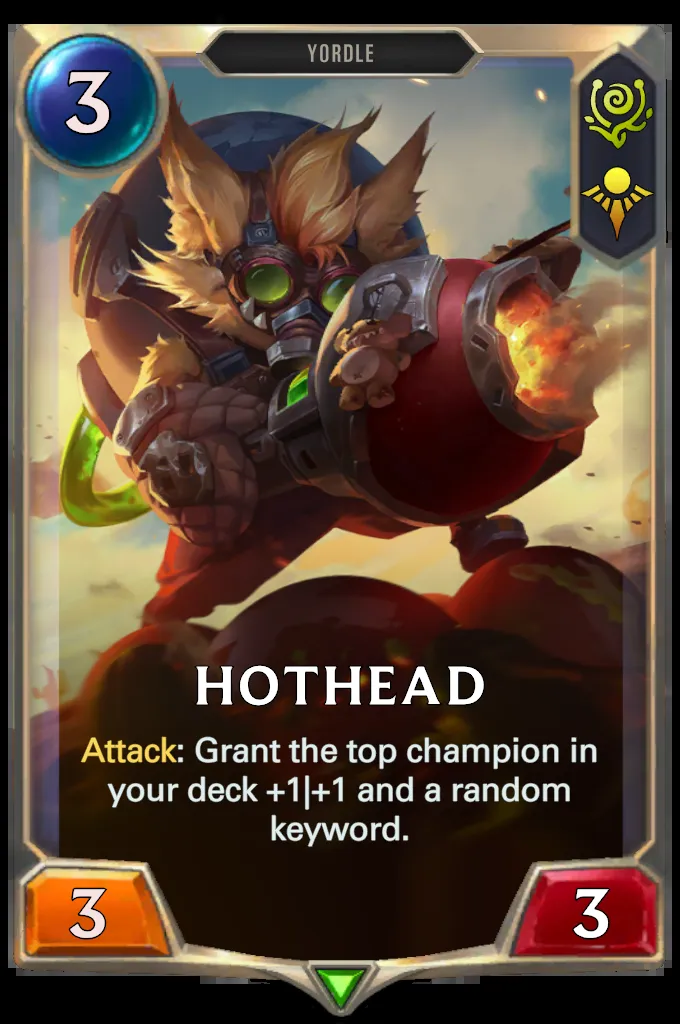 YORDLE
3
HOTHEAD
Attack: Grant the top champion in
your deck +1|+1 and a random
keyword.
3
3